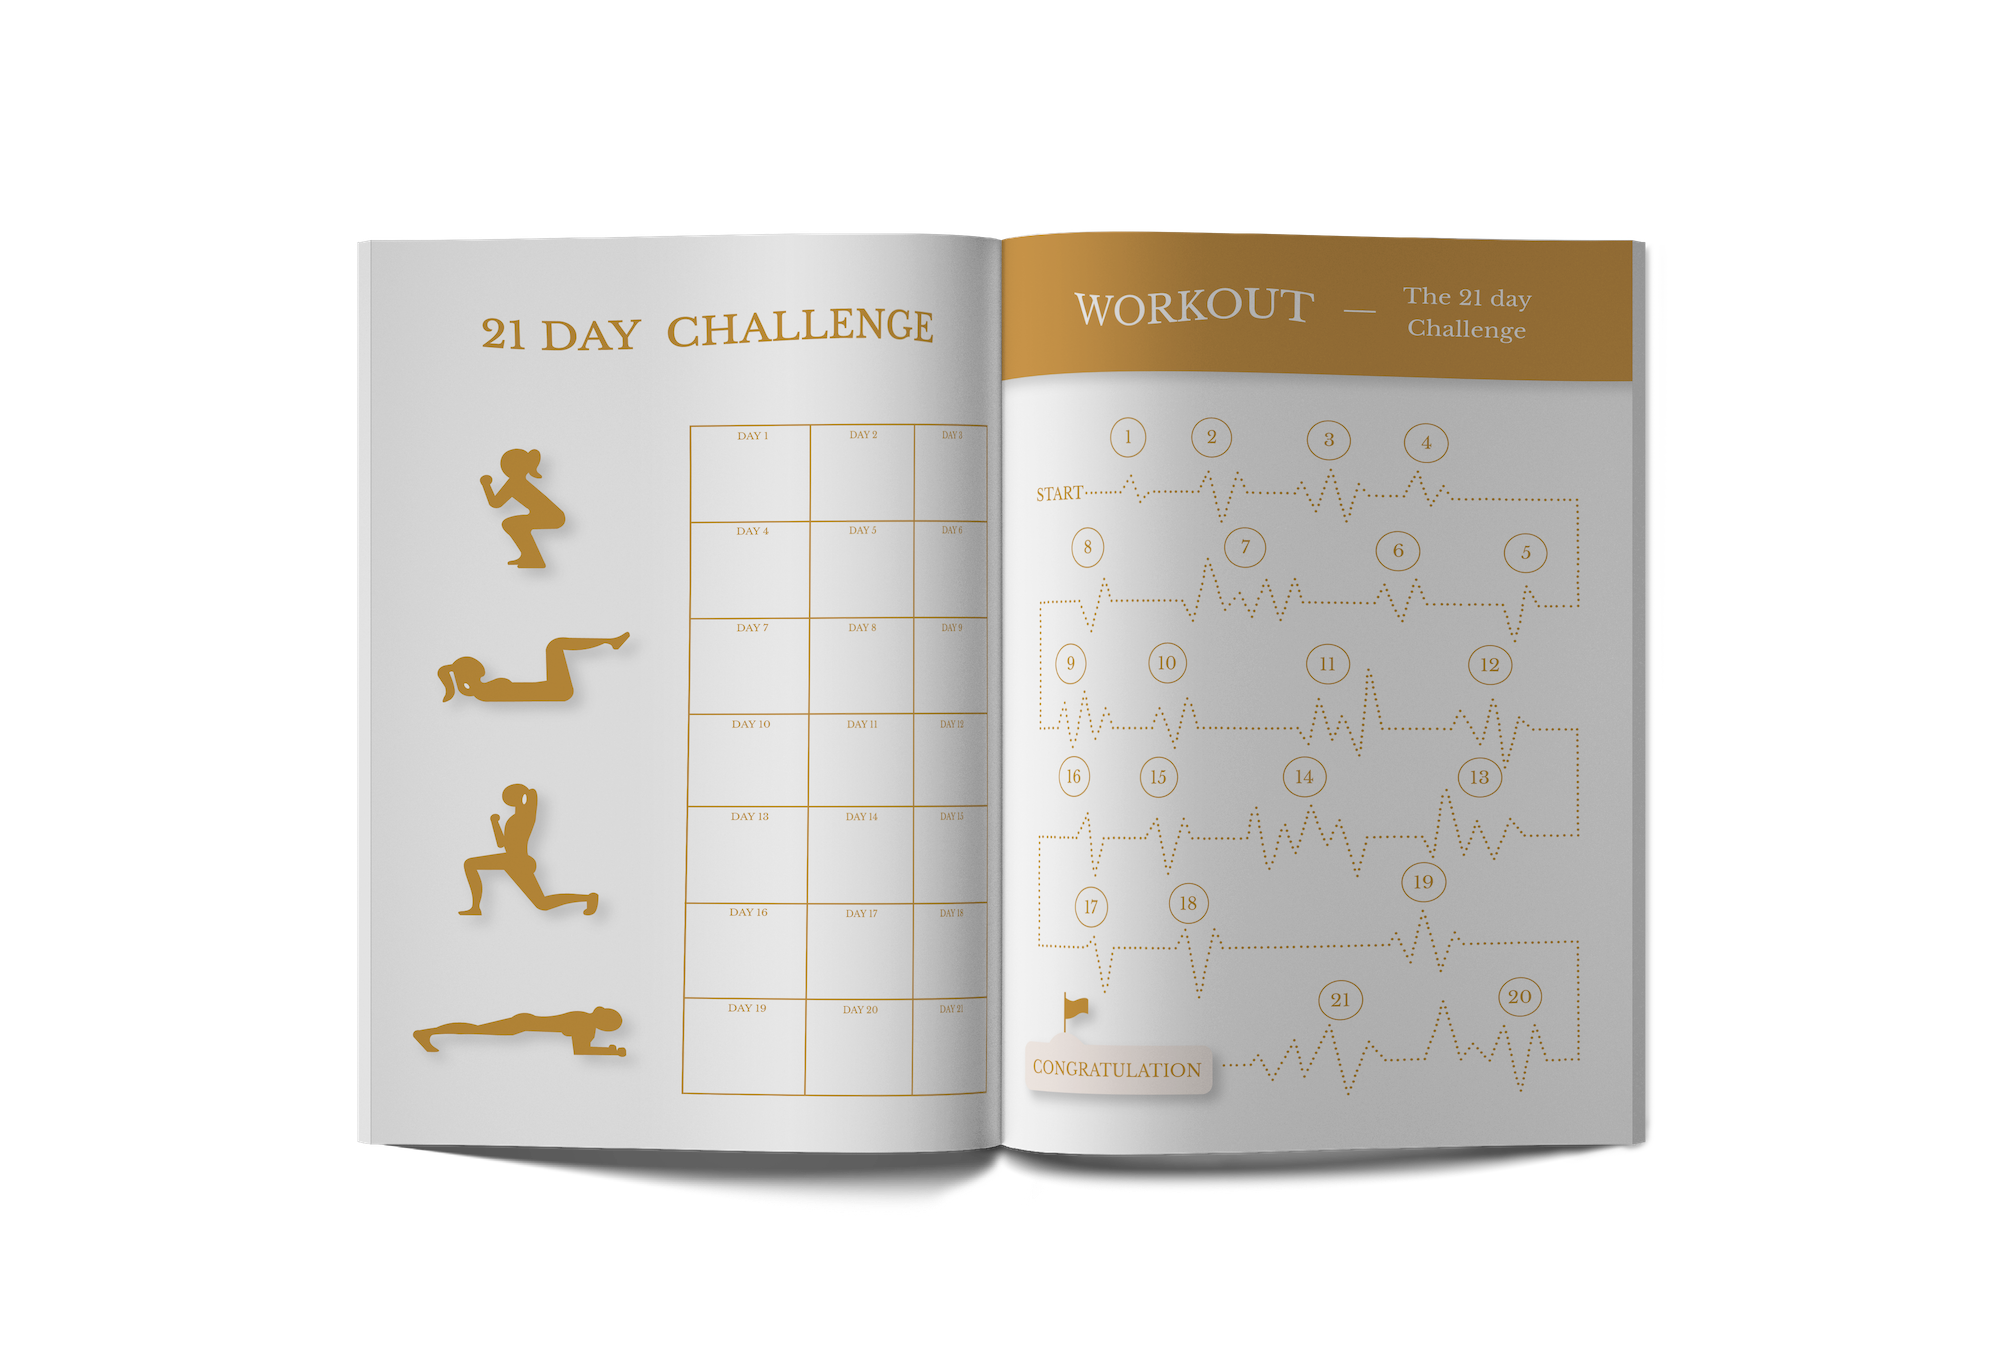 21 DAY CHALLENGE
DAY 1 DAY 2 DAY 3
DAY 4 DAY 5 DAY 6
DAY 7 DAY 8 DAY 9
DAY 10 DAY 11 DAY 12
DAY 13 DAY 14 DAY 15
DAY 16 DAY 17 DAY 18
DAY 19 DAY 20 DAY 21
WORKOUT —
The 21 day
Challenge
1 2 3 4
START
8 7 6 5
9 10 11 12
16 15 14 13
17 18 19
21 20
CONGRATULATION